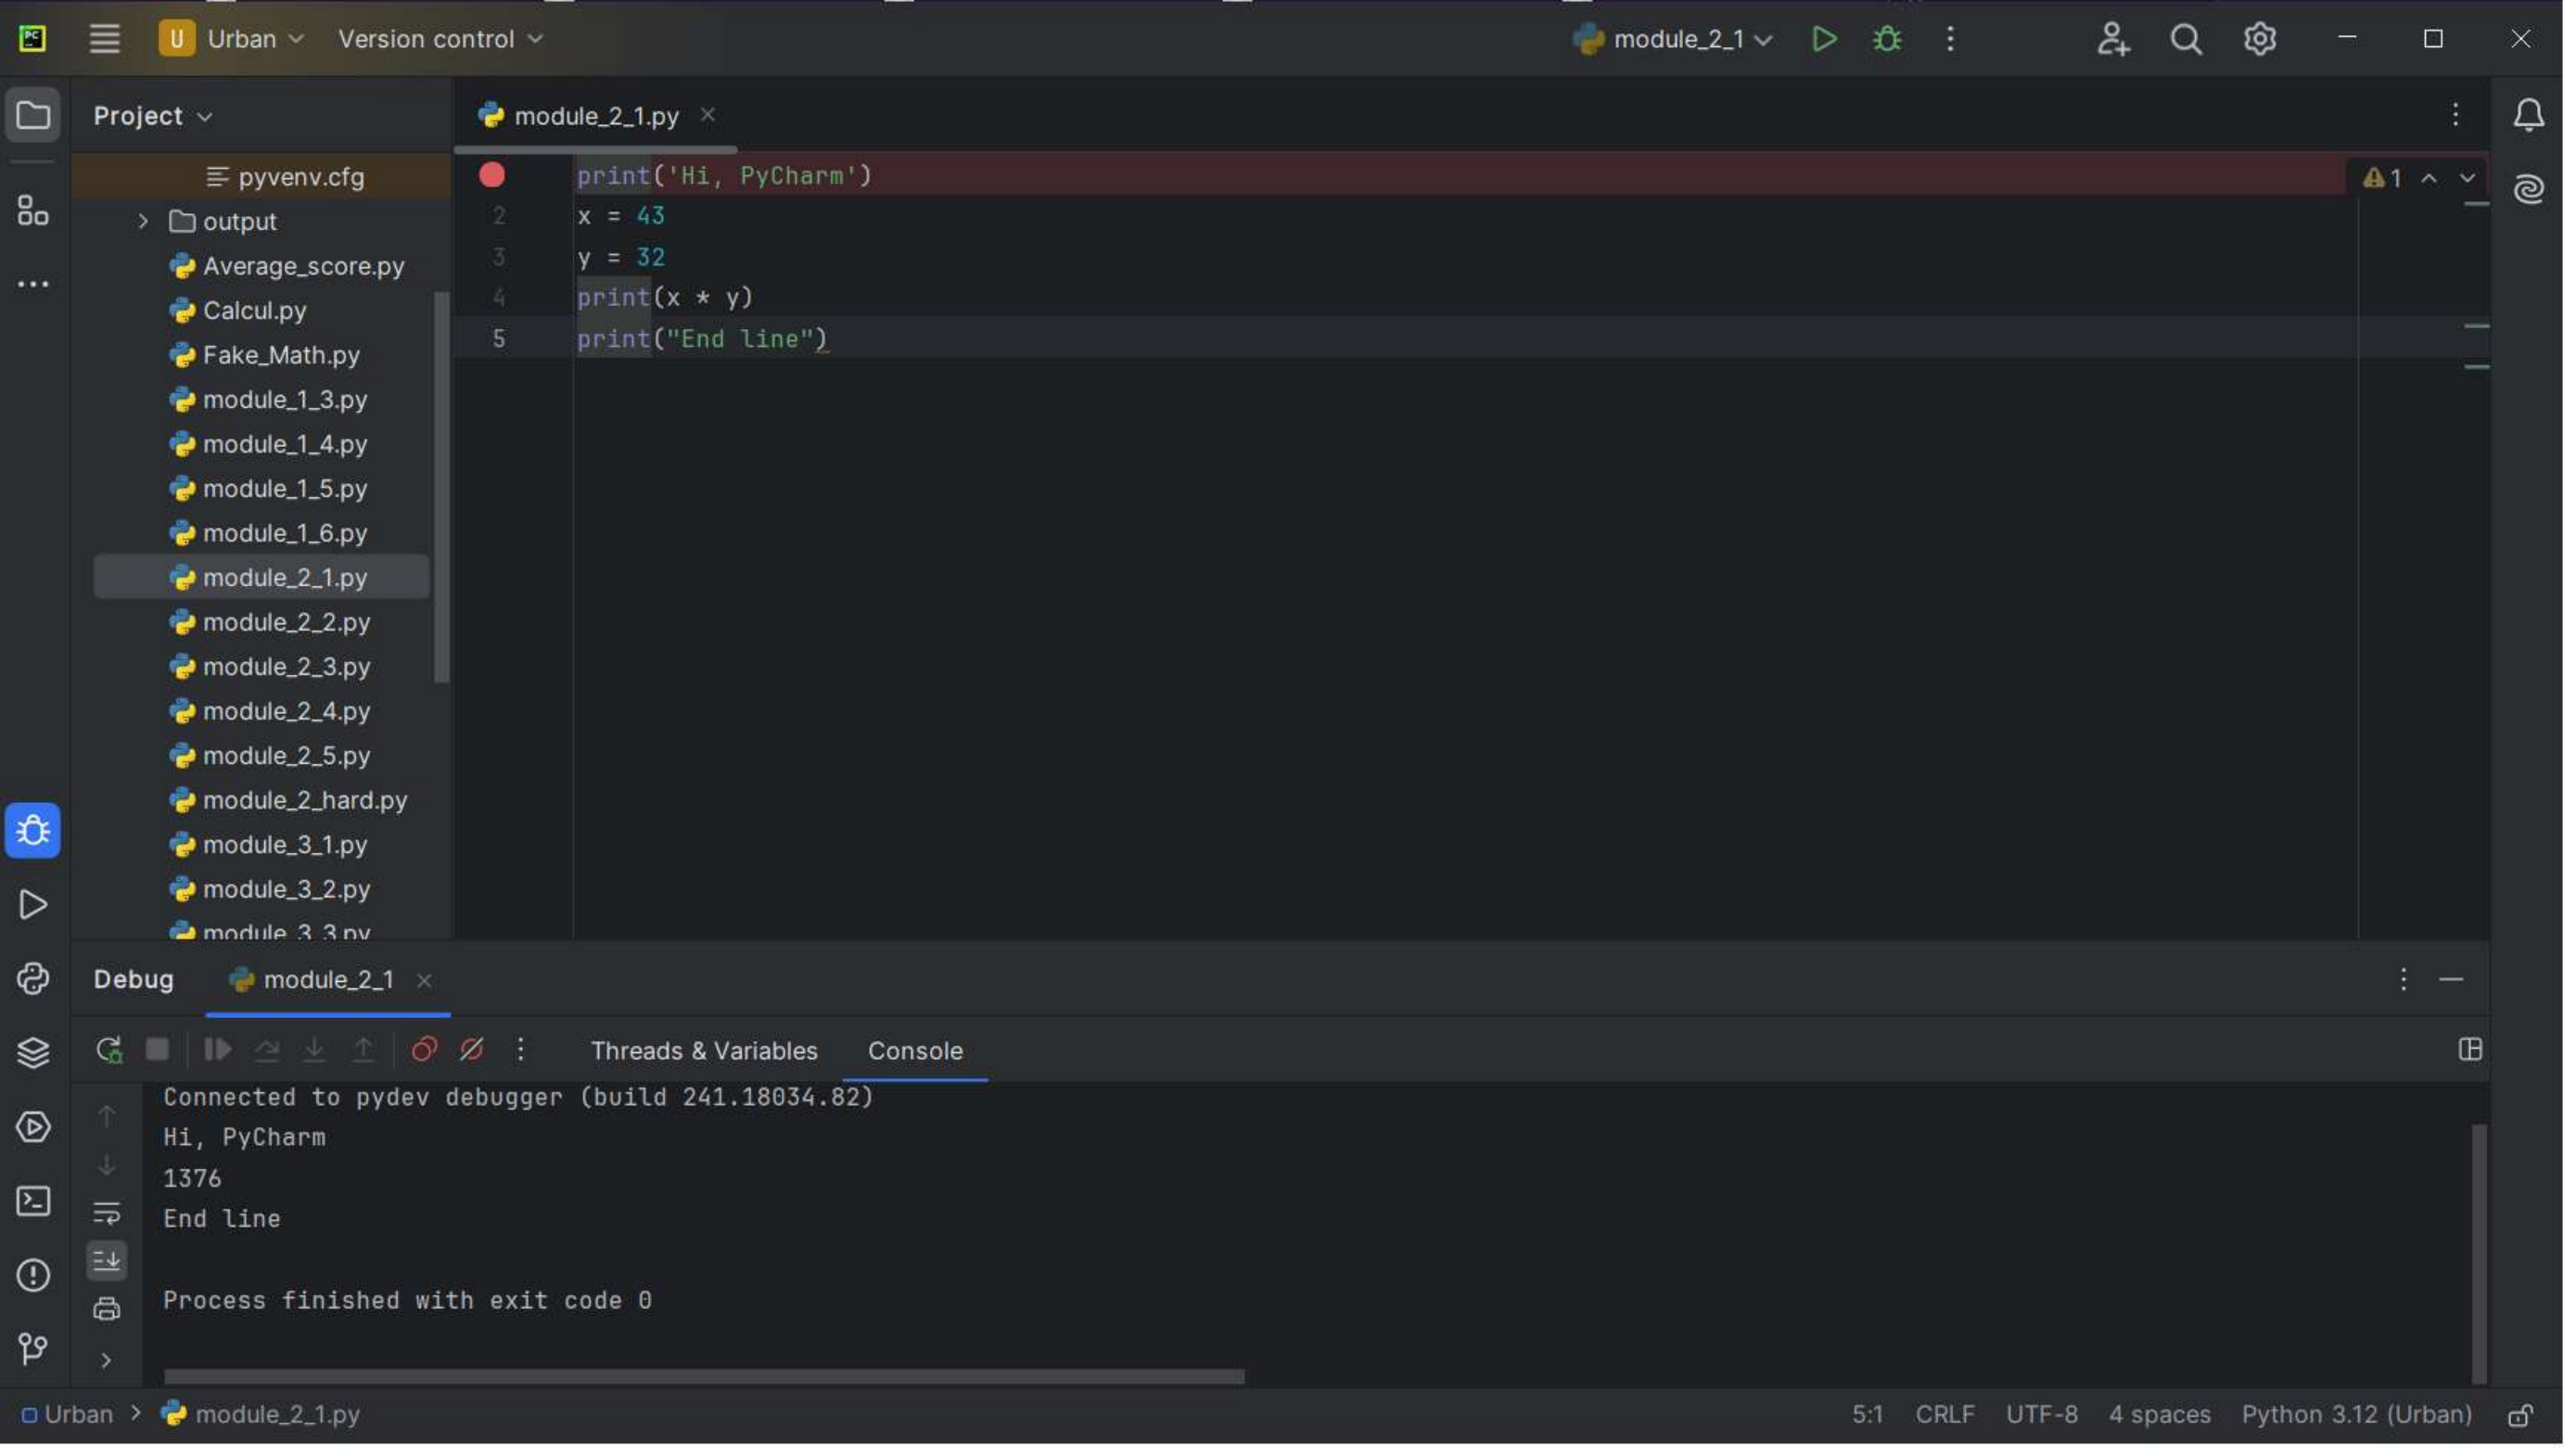 PC
U Urban
Version control
module_2_1
Project
module_2_1.py
pyvenv.cfg
output
Average_score.py
Calcul.py
Fake_Math.py
module_1_3.py
module_1_4.py
module_1_5.py
module_1_6.py
module_2_1.py
module_2_2.py
module_2_3.py
module_2_4.py
module_2_5.py
module_2_hard.py
module_3_1.py
module_3_2.py
module_3_3.py
print('Hi, PyCharm')
2 x = 43
3 y = 32
4 print(x * y)
5 print("End line")
1
Debug
module_2_1
Threads & Variables
Console
Connected to pydev debugger (build 241.18034.82)
Hi, PyCharm
1376
End line
Process finished with exit code 0
Urban > module_2_1.py
5:1 CRLF UTF-8 4 spaces Python 3.12 (Urban)